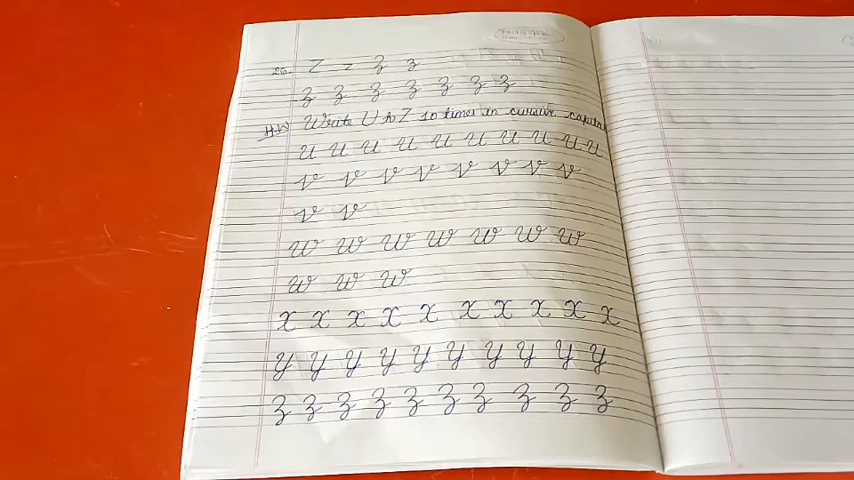 26. Z = Z z
z z z z z z z
H.W Write U to Z 10 times in cursive capital
U U U U U U U U U U
V V V V V V V V
V V
W W W W W W W
W W W
X X X X X X X X X X
Y Y Y Y Y Y Y Y Y Y
Z Z Z Z Z Z Z Z Z Z